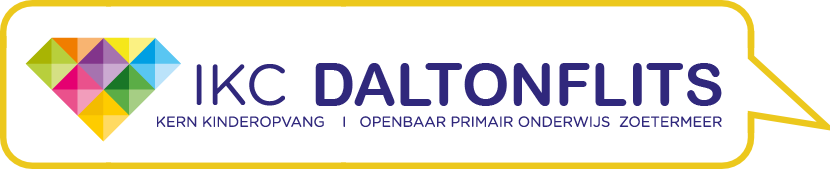 IKC DALTONFLITS
KERN KINDEROPVANG I OPENBAAR PRIMAIR ONDERWIJS ZOETERMEER